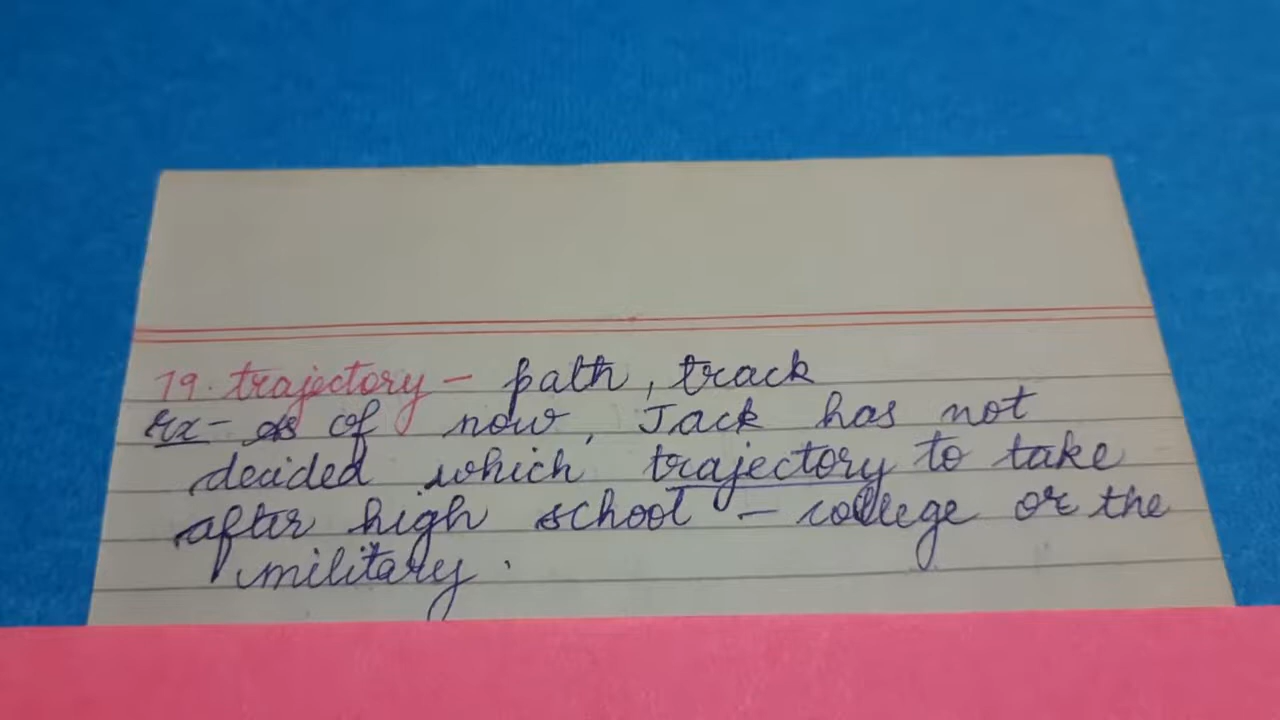 19. trajectory - path, track
Ex- as of now, Jack has not
decided which trajectory to take
after high school - college or the
military.